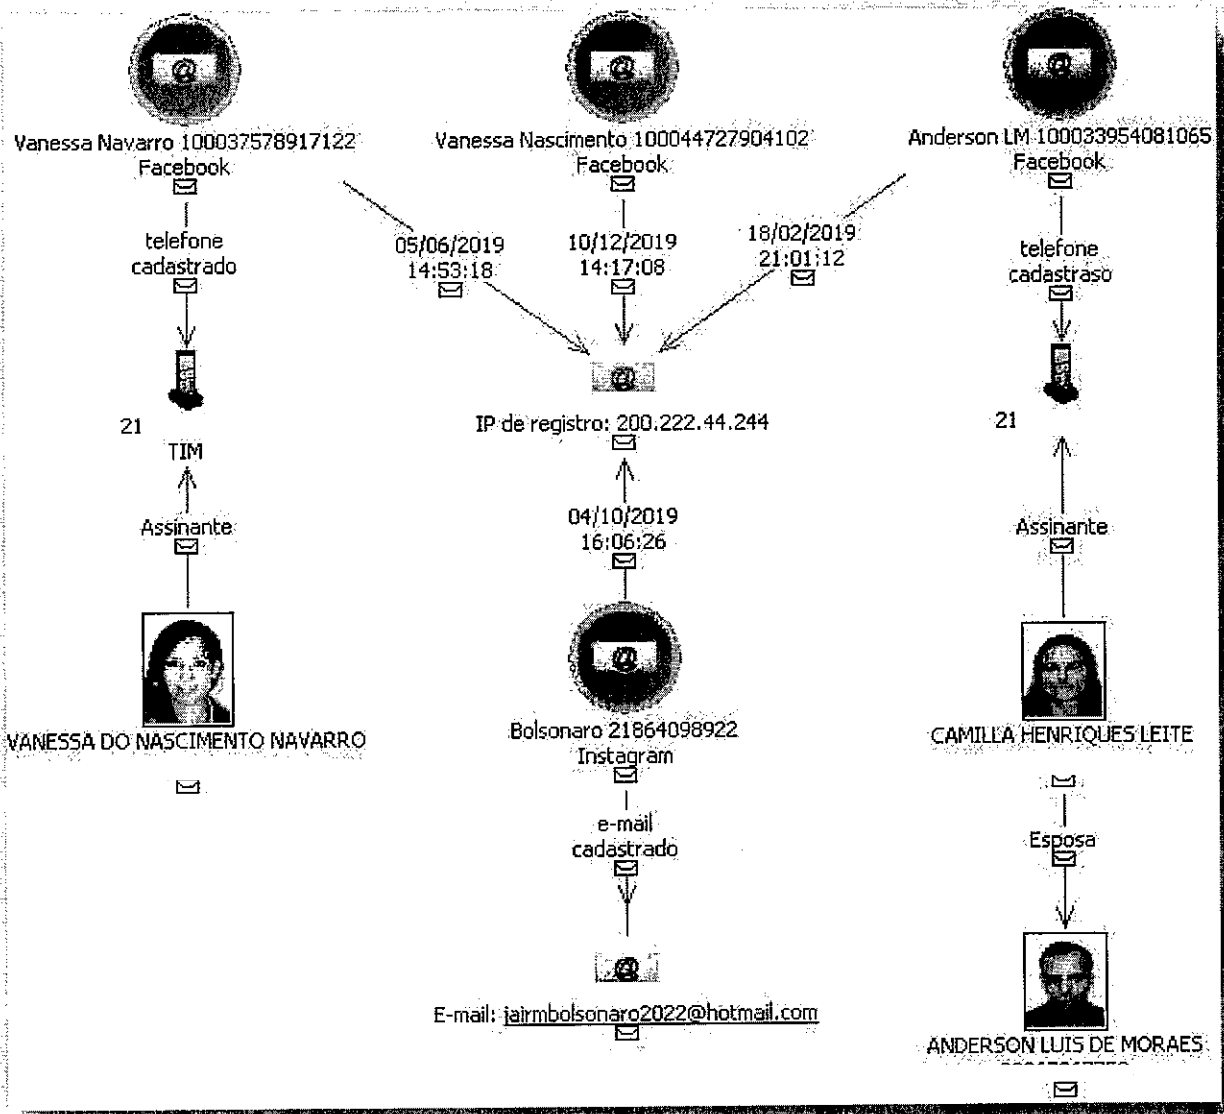 Vanessa Navarro 100037578917122
Facebook
Vanessa Nascimento 100044727904102
Facebook
Anderson LM 100033954081065
Facebook
telefone
cadastrado
05/06/2019
14:53:18
10/12/2019
14:17:08
18/02/2019
21:01:12
telefone
cadastraso
21
TIM
IP de registro: 200.222.44.244
21
Assinante
04/10/2019
16:06:26
Assinante
VANESSA DO NASCIMENTO NAVARRO
Bolsonaro 21864098922
Instagram
CAMILLA HENRIQUES LEITE
e-mail
cadastrado
Esposa
E-mail: jairmbolsonaro2022@hotmail.com
ANDERSON LUIS DE MORAES